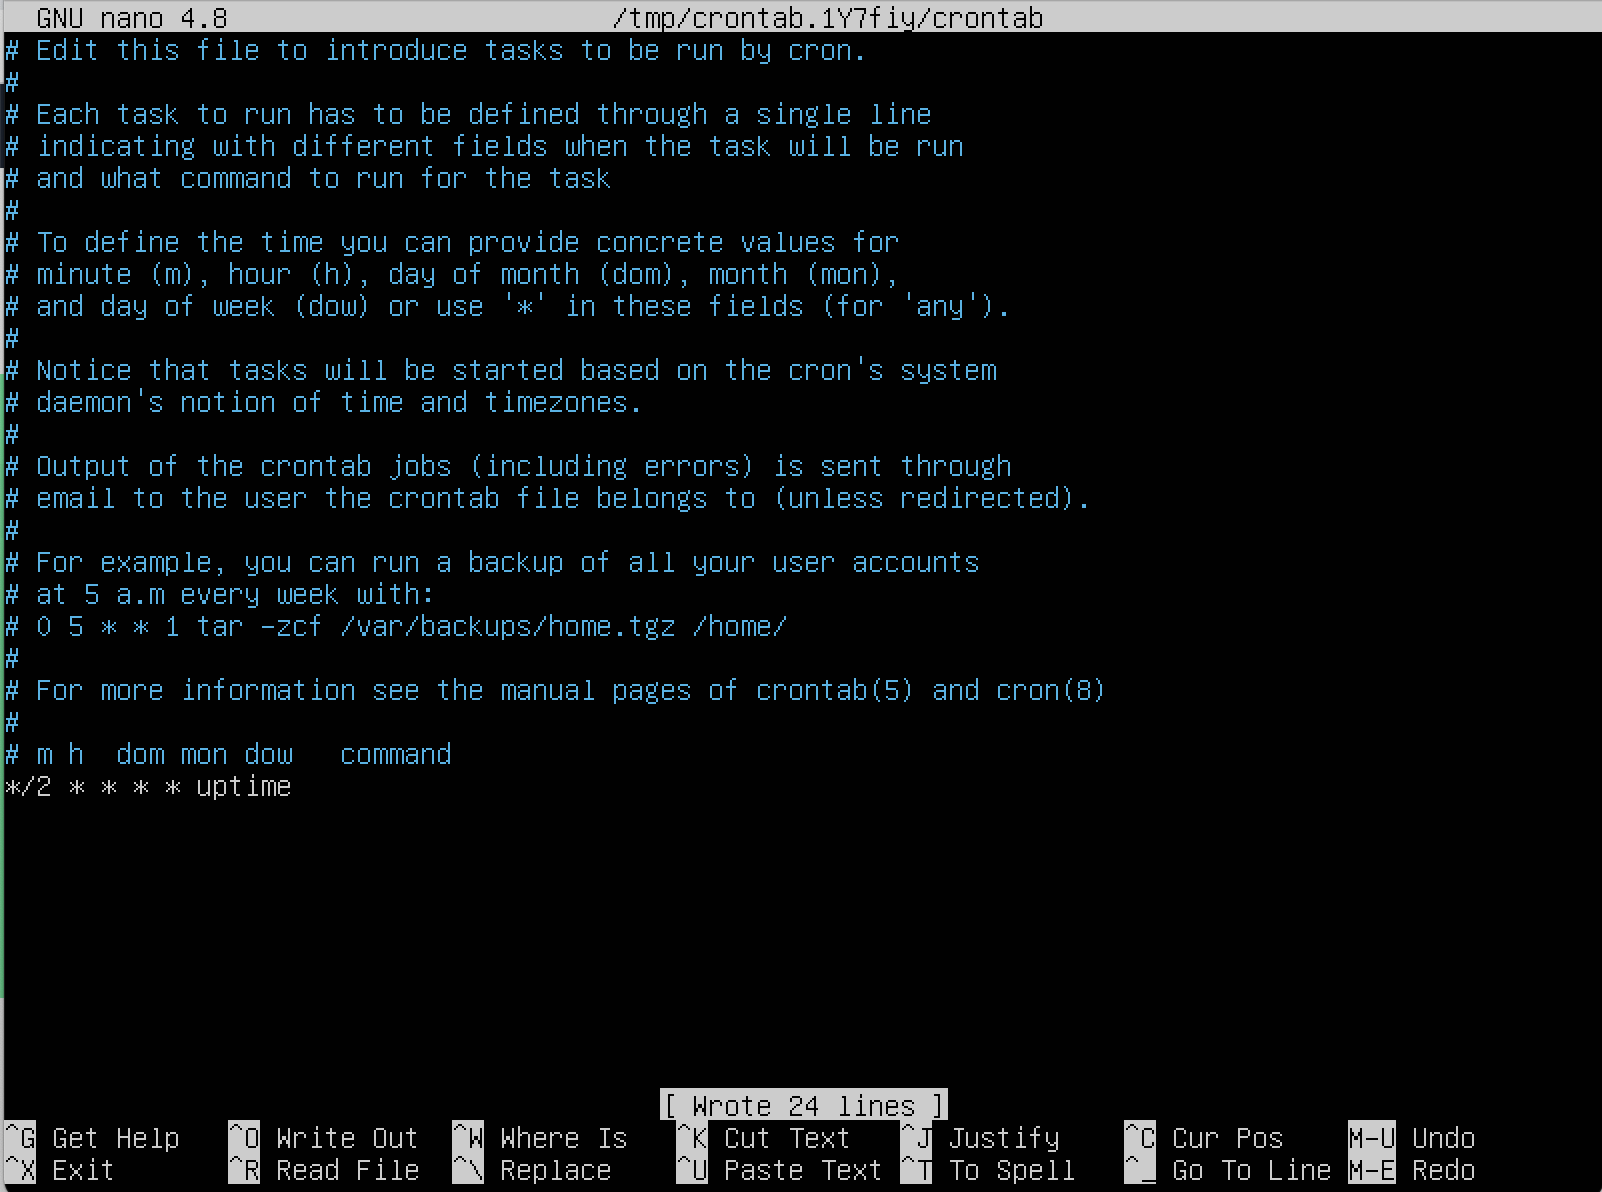 GNU nano 4.8 /tmp/crontab.1Y7fiy/crontab
# Edit this file to introduce tasks to be run by cron.
#
# Each task to run has to be defined through a single line
# indicating with different fields when the task will be run
# and what command to run for the task
#
# To define the time you can provide concrete values for
# minute (m), hour (h), day of month (dom), month (mon),
# and day of week (dow) or use '*' in these fields (for 'any').
#
# Notice that tasks will be started based on the cron's system
# daemon's notion of time and timezones.
#
# Output of the crontab jobs (including errors) is sent through
# email to the user the crontab file belongs to (unless redirected).
#
# For example, you can run a backup of all your user accounts
# at 5 a.m every week with:
# 0 5 * * 1 tar -zcf /var/backups/home.tgz /home/
#
# For more information see the manual pages of crontab(5) and cron(8)
#
# m h  dom mon dow   command
*/2 * * * * uptime
[ Wrote 24 lines ]
^G Get Help ^O Write Out ^W Where Is ^K Cut Text ^J Justify ^C Cur Pos M-U Undo
^X Exit ^R Read File ^\ Replace ^U Paste Text ^T To Spell ^_ Go To Line M-E Redo